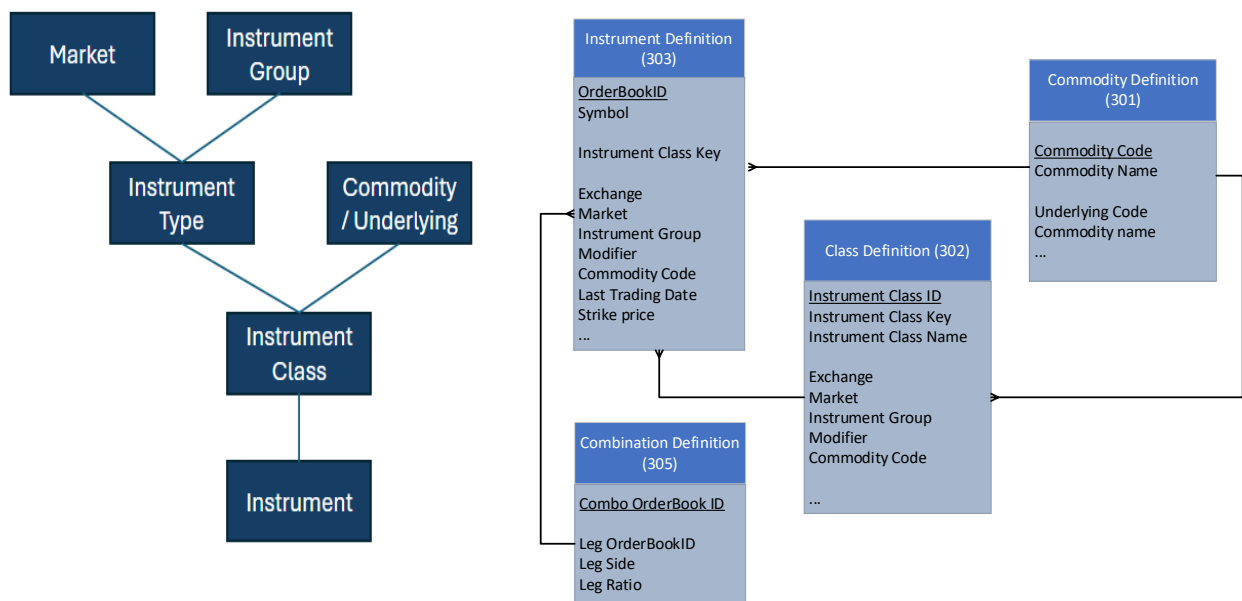 Market
Instrument
Group
Instrument
Type
Commodity
/ Underlying
Instrument
Class
Instrument
Instrument Definition
(303)
OrderBookID
Symbol
Instrument Class Key
Exchange
Market
Instrument Group
Modifier
Commodity Code
Last Trading Date
Strike price
...
Combination Definition
(305)
Combo OrderBook ID
Leg OrderBookID
Leg Side
Leg Ratio
Class Definition (302)
Instrument Class ID
Instrument Class Key
Instrument Class Name
Exchange
Market
Instrument Group
Modifier
Commodity Code
...
Commodity Definition
(301)
Commodity Code
Commodity Name
Underlying Code
Commodity name
...